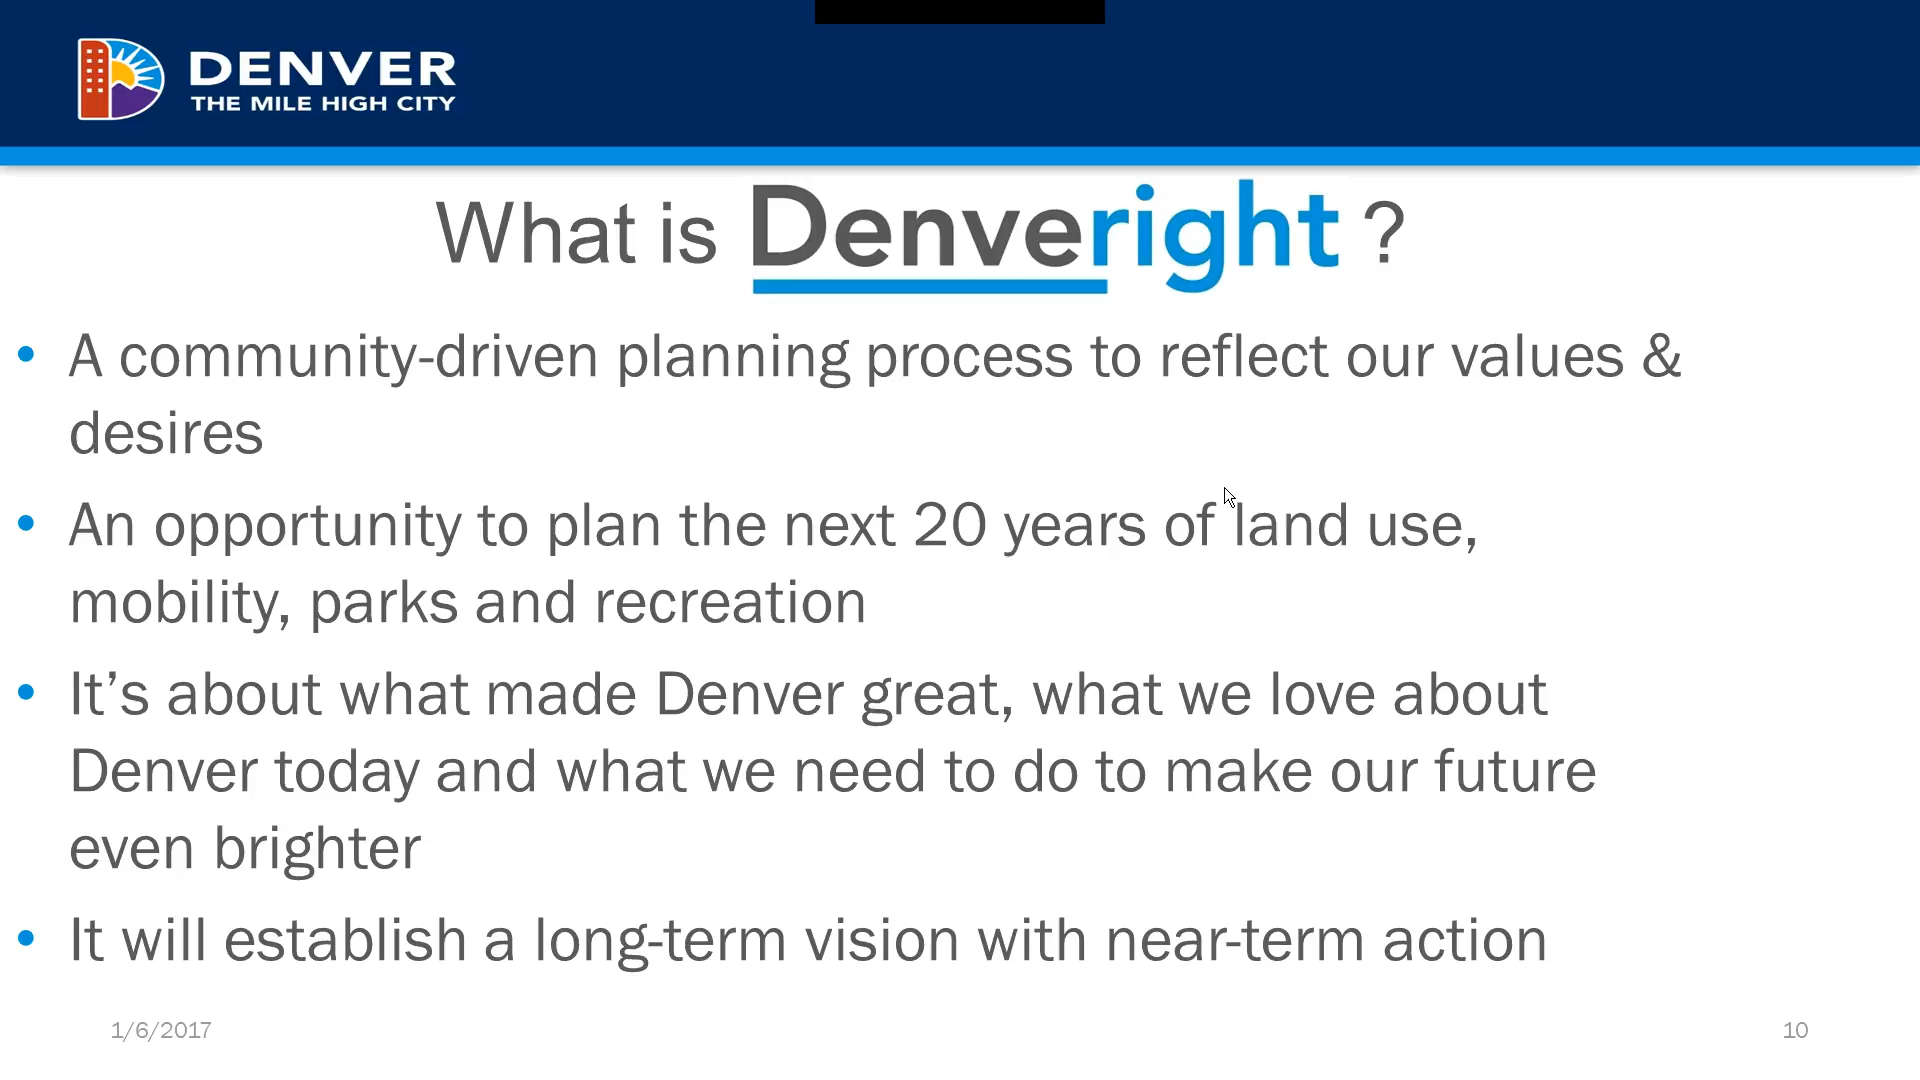 DENVER
THE MILE HIGH CITY
What is Denveright ?
• A community-driven planning process to reflect our values &
desires
• An opportunity to plan the next 20 years of land use,
mobility, parks and recreation
• It’s about what made Denver great, what we love about
Denver today and what we need to do to make our future
even brighter
• It will establish a long-term vision with near-term action
1/6/2017
10